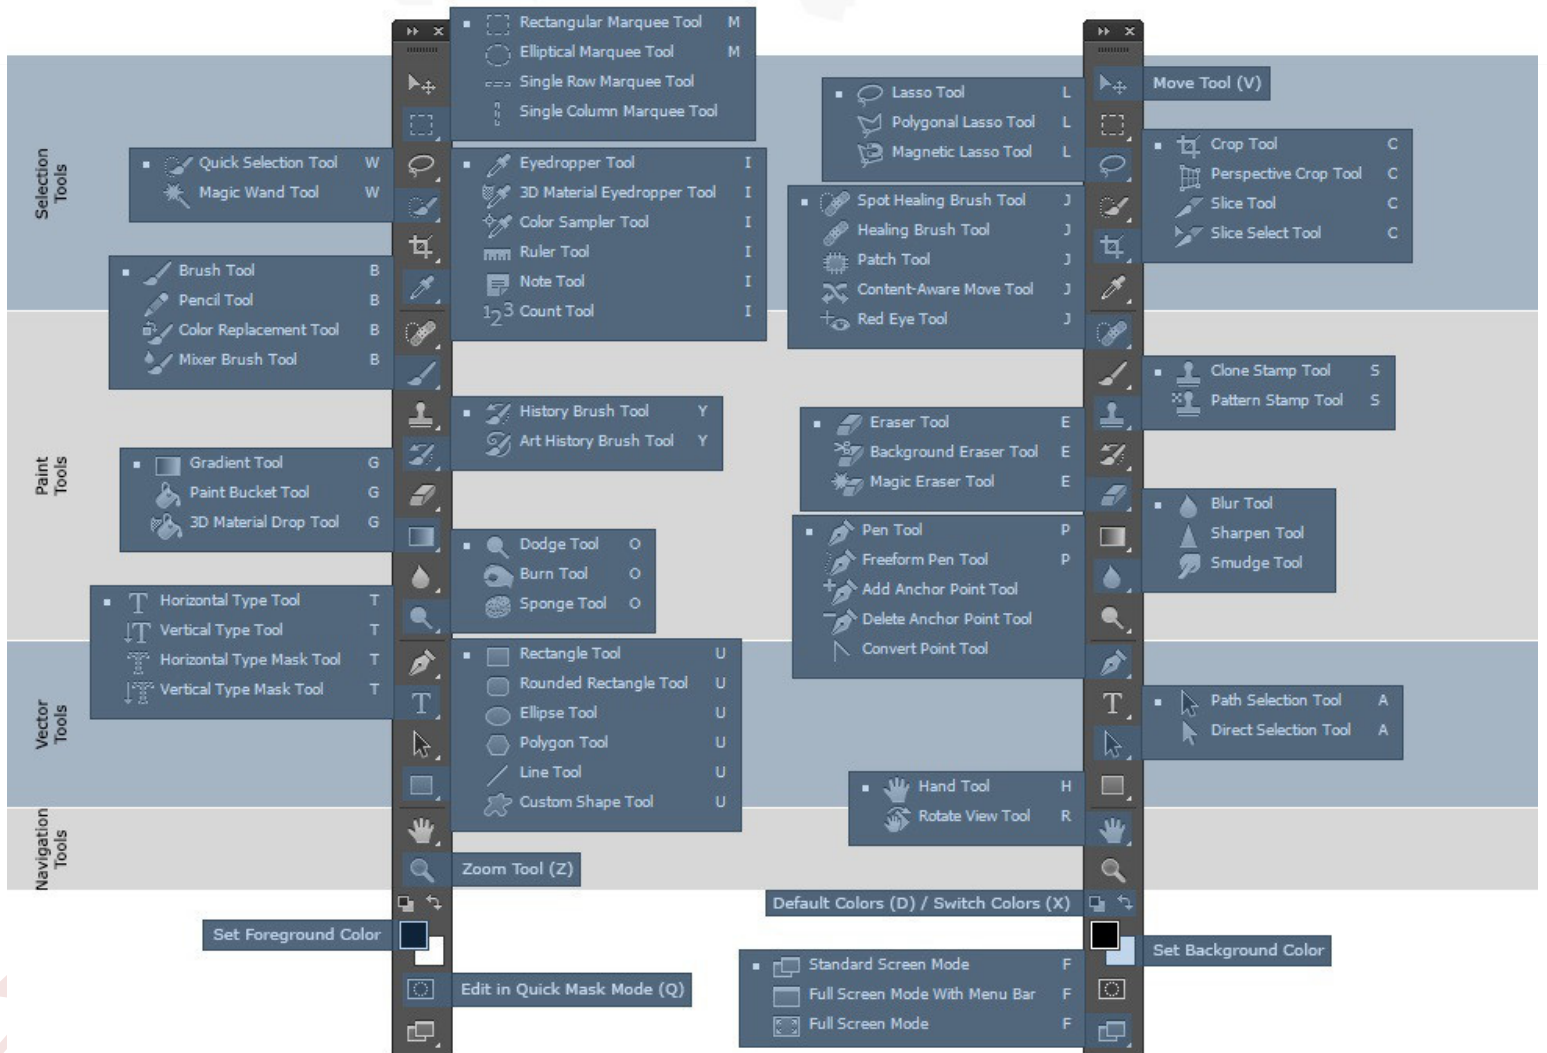 Selection
Tools
Paint
Tools
Vector
Tools
Navigation
Tools
Rectangular Marquee Tool M
Elliptical Marquee Tool M
Single Row Marquee Tool
Single Column Marquee Tool
Quick Selection Tool W
Magic Wand Tool W
Eyedropper Tool I
3D Material Eyedropper Tool I
Color Sampler Tool I
Ruler Tool I
Note Tool I
Count Tool I
Brush Tool B
Pencil Tool B
Color Replacement Tool B
Mixer Brush Tool B
History Brush Tool Y
Art History Brush Tool Y
Gradient Tool G
Paint Bucket Tool G
3D Material Drop Tool G
Dodge Tool O
Burn Tool O
Sponge Tool O
Horizontal Type Tool T
Vertical Type Tool T
Horizontal Type Mask Tool T
Vertical Type Mask Tool T
Rectangle Tool U
Rounded Rectangle Tool U
Ellipse Tool U
Polygon Tool U
Line Tool U
Custom Shape Tool U
Zoom Tool (Z)
Set Foreground Color
Edit in Quick Mask Mode (Q)
Move Tool (V)
Lasso Tool L
Polygonal Lasso Tool L
Magnetic Lasso Tool L
Crop Tool C
Perspective Crop Tool C
Slice Tool C
Slice Select Tool C
Spot Healing Brush Tool J
Healing Brush Tool J
Patch Tool J
Content-Aware Move Tool J
Red Eye Tool J
Clone Stamp Tool S
Pattern Stamp Tool S
Eraser Tool E
Background Eraser Tool E
Magic Eraser Tool E
Blur Tool
Sharpen Tool
Smudge Tool
Pen Tool P
Freeform Pen Tool P
Add Anchor Point Tool
Delete Anchor Point Tool
Convert Point Tool
Path Selection Tool A
Direct Selection Tool A
Hand Tool H
Rotate View Tool R
Default Colors (D) / Switch Colors (X)
Set Background Color
Standard Screen Mode F
Full Screen Mode With Menu Bar F
Full Screen Mode F